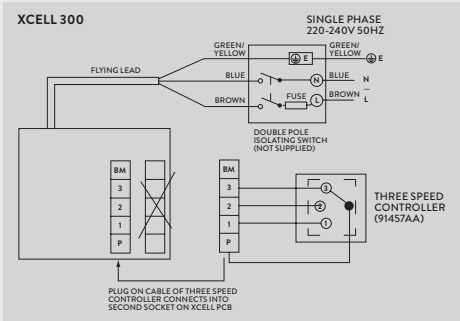 XCELL 300
SINGLE PHASE
220-240V 50HZ
GREEN/
YELLOW
GREEN/
YELLOW
E
E
FLYING LEAD
BLUE
N
BLUE
N
~
BROWN
FUSE
L
BROWN
L
DOUBLE POLE
ISOLATING SWITCH
(NOT SUPPLIED)
BM
3
2
1
P
BM
3
2
1
P
3
2
1
THREE SPEED
CONTROLLER
(91457AA)
PLUG ON CABLE OF THREE SPEED
CONTROLLER CONNECTS INTO
SECOND SOCKET ON XCELL PCB